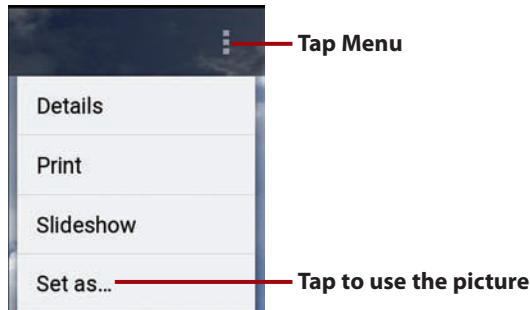 Tap Menu
Details
Print
Slideshow
Set as...
Tap to use the picture